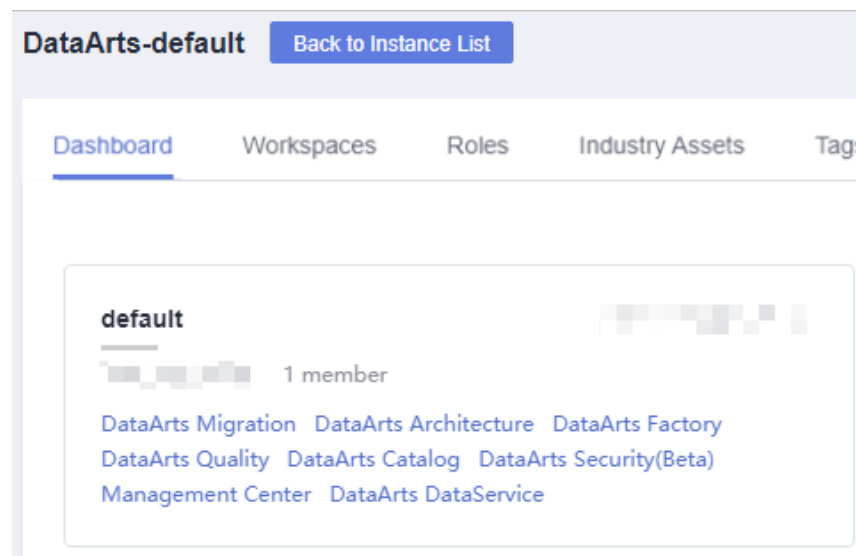 DataArts-default Back to Instance List
Dashboard Workspaces Roles Industry Assets
default
1 member
DataArts Migration DataArts Architecture DataArts Factory
DataArts Quality DataArts Catalog DataArts Security(Beta)
Management Center DataArts DataService